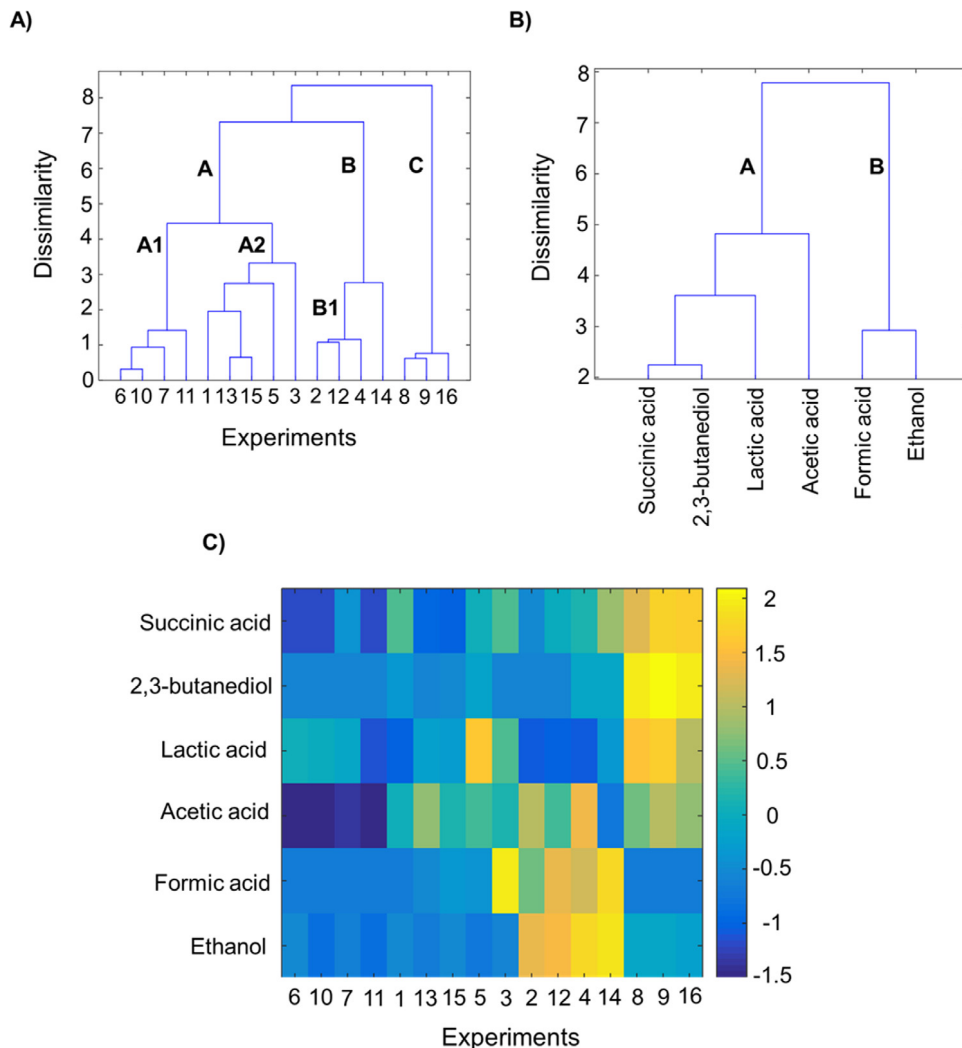 A)
B)
8
7
6
5
4
3
2
1
0
Dissimilarity
A
B
C
A1
A2
B1
6 10 7 11 1 13 15 5 3 2 12 4 14 8 9 16
Experiments
8
7
6
5
4
3
2
Dissimilarity
A
B
Succinic acid
2,3-butanediol
Lactic acid
Acetic acid
Formic acid
Ethanol
C)
Succinic acid
2,3-butanediol
Lactic acid
Acetic acid
Formic acid
Ethanol
6 10 7 11 1 13 15 5 3 2 12 4 14 8 9 16
Experiments
2
1.5
1
0.5
0
-0.5
-1
-1.5